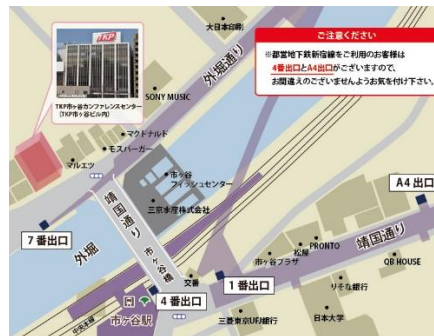 大日本印刷
外堀通り
ご注意ください
※都営地下鉄新宿線をご利用のお客様は
4番出口とA4出口がございますので、
お間違えのございませんようお気を付け下さい。
TKP
TKP市ヶ谷カンファレンスセンター
(TKP市ヶ谷ビル内)
SONY MUSIC
マクドナルド
モスバーガー
マルエツ
市ヶ谷
フィッシュセンター
三京水産株式会社
靖国通り
A4出口
7番出口
外堀
市ヶ谷橋
靖国通り
PRONTO
松屋
市ヶ谷プラザ
QB HOUSE
交番
1番出口
りそな銀行
4番出口
市ヶ谷駅
中央本線
三菱東京UFJ銀行
日本大学